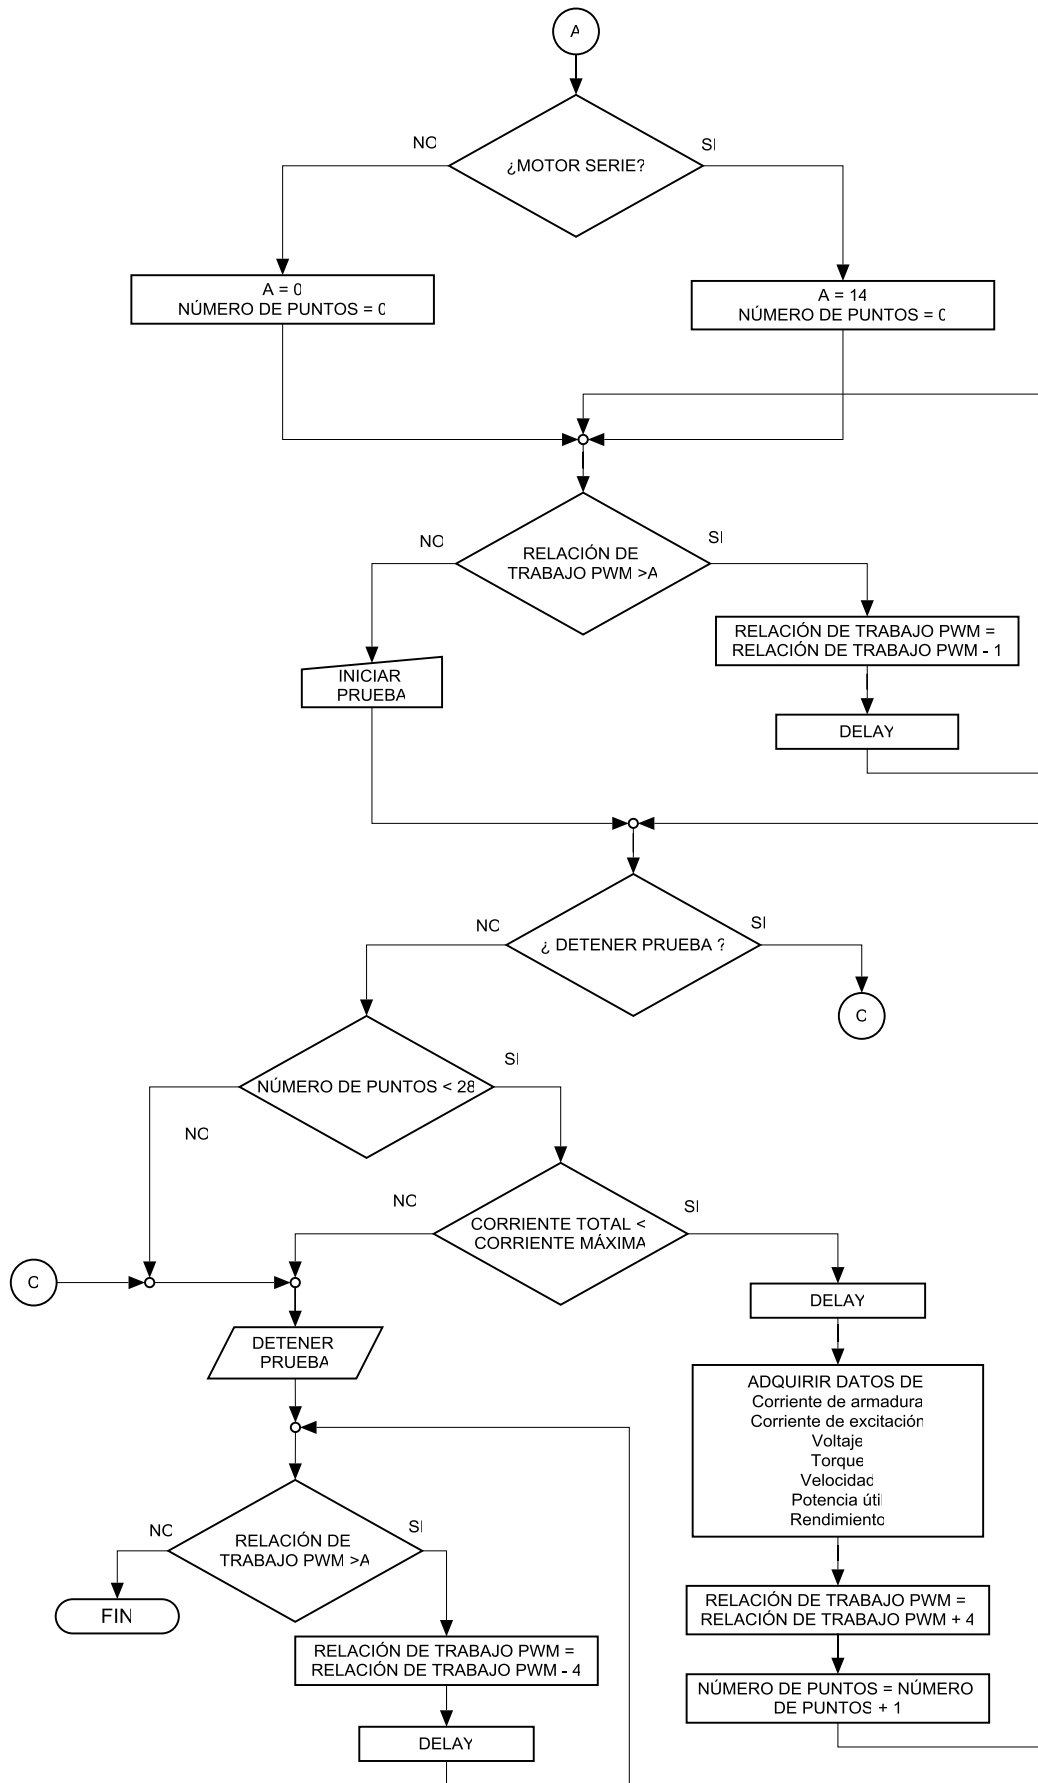 A
¿MOTOR SERIE?
NO
SI
A = 0
NÚMERO DE PUNTOS = 0
A = 14
NÚMERO DE PUNTOS = 0
NO
SI
RELACIÓN DE
TRABAJO PWM >A
RELACIÓN DE TRABAJO PWM =
RELACIÓN DE TRABAJO PWM - 1
INICIAR
PRUEBA
DELAY
NO
SI
¿ DETENER PRUEBA ?
C
SI
NÚMERO DE PUNTOS < 28
NO
NO
SI
CORRIENTE TOTAL <
CORRIENTE MÁXIMA
C
DELAY
DETENER
PRUEBA
ADQUIRIR DATOS DE
Corriente de armadura
Corriente de excitación
Voltaje
Torque
Velocidad
Potencia útil
Rendimiento
NO
SI
RELACIÓN DE
TRABAJO PWM >A
FIN
RELACIÓN DE TRABAJO PWM =
RELACIÓN DE TRABAJO PWM + 4
RELACIÓN DE TRABAJO PWM =
RELACIÓN DE TRABAJO PWM - 4
NÚMERO DE PUNTOS = NÚMERO
DE PUNTOS + 1
DELAY